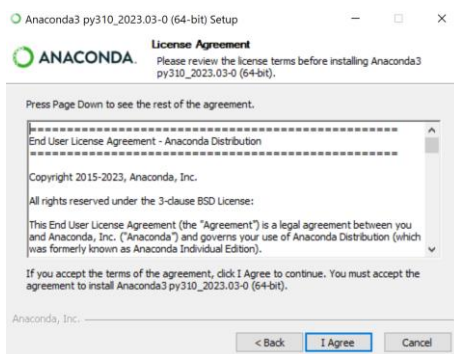 Anaconda3 py310_2023.03-0 (64-bit) Setup
ANACONDA.
License Agreement
Please review the license terms before installing Anaconda3
py310_2023.03-0 (64-bit).
Press Page Down to see the rest of the agreement.
======================================================
End User License Agreement - Anaconda Distribution
======================================================
Copyright 2015-2023, Anaconda, Inc.
All rights reserved under the 3-clause BSD License:
This End User License Agreement (the "Agreement") is a legal agreement between you
and Anaconda, Inc. ("Anaconda") and governs your use of Anaconda Distribution (which
was formerly known as Anaconda Individual Edition).
If you accept the terms of the agreement, click I Agree to continue. You must accept the
agreement to install Anaconda3 py310_2023.03-0 (64-bit).
Anaconda, Inc.
< Back I Agree Cancel